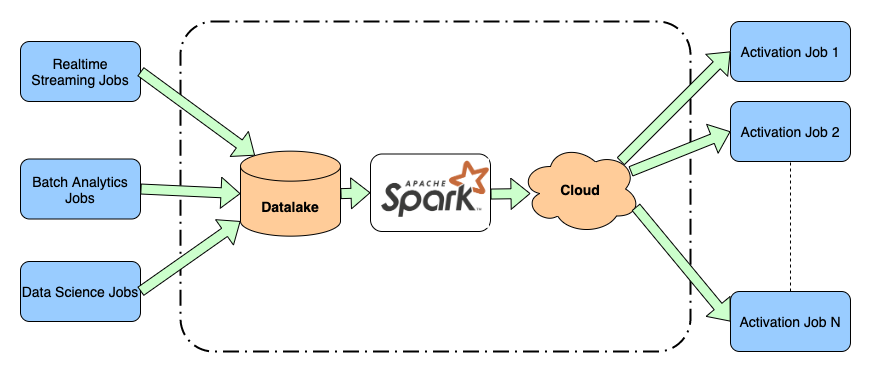 Realtime
Streaming Jobs
Batch Analytics
Jobs
Data Science Jobs
Datalake
APACHE
Spark™
Cloud
Activation Job 1
Activation Job 2
Activation Job N